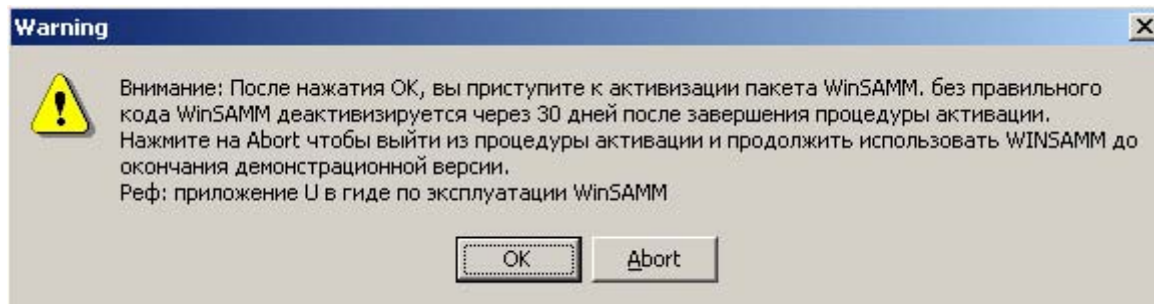 Warning
Внимание: После нажатия OK, вы приступите к активизации пакета WinSAMM. без правильного
кода WinSAMM деактивизируется через 30 дней после завершения процедуры активации.
Нажмите на Abort чтобы выйти из процедуры активации и продолжить использовать WINSAMM до
окончания демонстрационной версии.
Реф: приложение U в гиде по эксплуатации WinSAMM
OK Abort